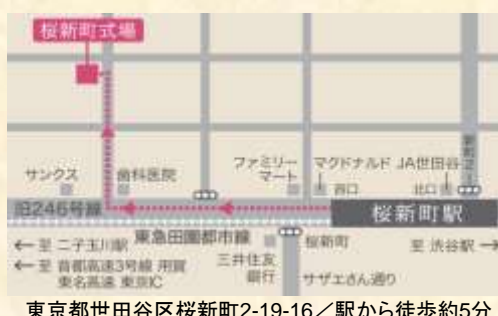 桜新町式場
サンクス
歯科医院
ファミリー
マート
マクドナルド
JA世田谷
西口
北口
旧246号線
桜新町駅
← 至 二子玉川駅
東急田園都市線
桜新町
至 渋谷駅 →
← 至 首都高速3号線 用賀
東名高速 東京IC
三井住友
銀行
サザエさん通り
東京都世田谷区桜新町2-19-16／駅から徒歩約5分